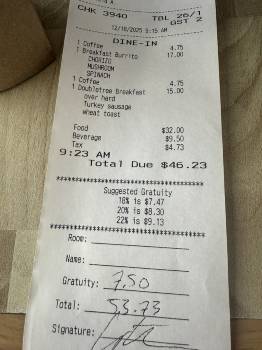 CHK 3940 TBL 20/1
GST 2
12/10/2025 9:15 AM
DINE-IN
1 Coffee 4.75
1 Breakfast Burrito 17.00
CHORIZO
MUSHROOM
SPINACH
1 Coffee 4.75
1 Doubletree Breakfast 15.00
over hard
Turkey sausage
wheat toast
Food $32.00
Beverage $9.50
Tax $4.73
9:23 AM
Total Due $46.23
Suggested Gratuity
18% is $7.47
20% is $8.30
22% is $9.13
Room:
Name:
Gratuity: 7.50
Total: 53.73
Signature: